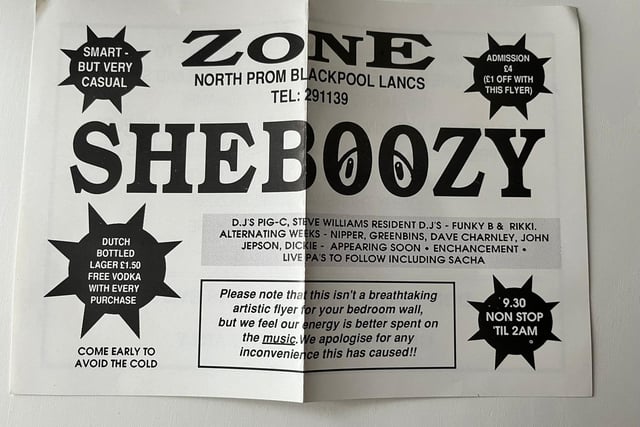 ZONE
NORTH PROM BLACKPOOL LANCS
TEL: 291139
SMART -
BUT VERY
CASUAL
ADMISSION
£4
(£1 OFF WITH
THIS FLYER)
SHEBOOZY
D.J'S PIG-C, STEVE WILLIAMS RESIDENT D.J'S - FUNKY B & RIKKI.
ALTERNATING WEEKS - NIPPER, GREENBINS, DAVE CHARNLEY, JOHN
JEPSON, DICKIE - APPEARING SOON • ENCHANCEMENT •
LIVE PA'S TO FOLLOW INCLUDING SACHA
DUTCH
BOTTLED
LAGER £1.50
FREE VODKA
WITH EVERY
PURCHASE
COME EARLY TO
AVOID THE COLD
Please note that this isn't a breathtaking
artistic flyer for your bedroom wall,
but we feel our energy is better spent on
the music. We apologise for any
inconvenience this has caused!!
9.30
NON STOP
'TIL 2AM